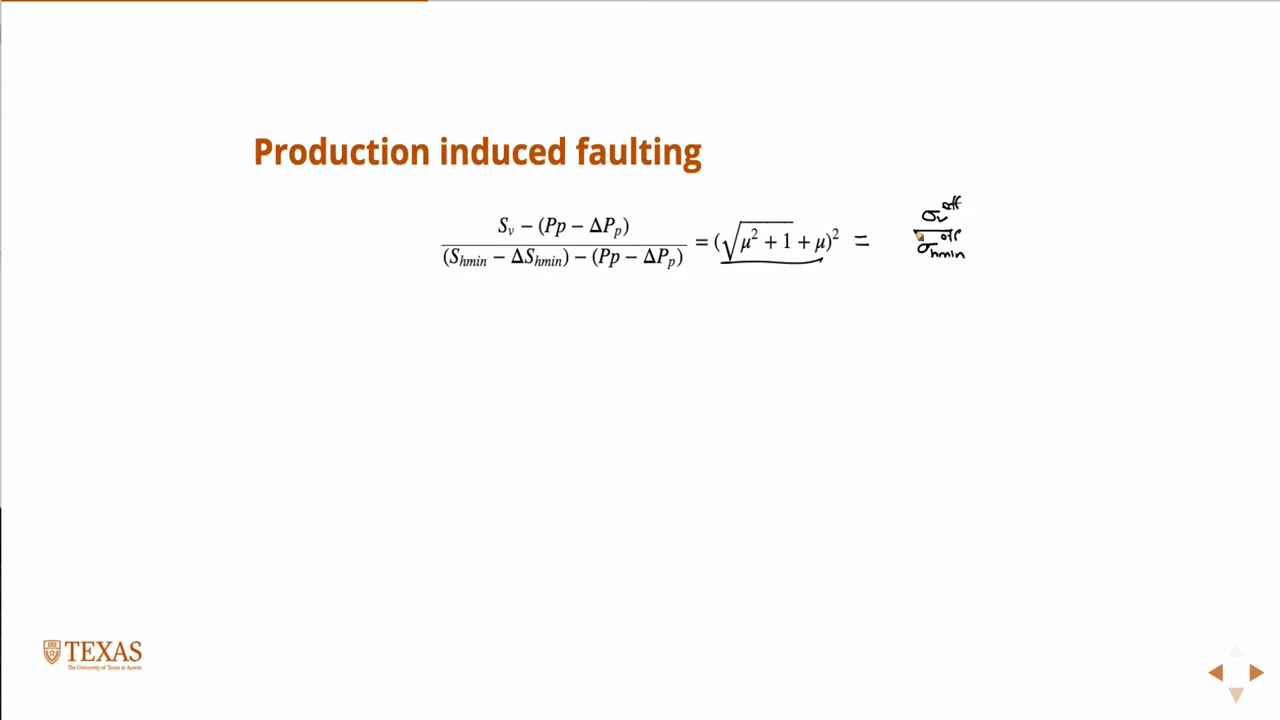 Production induced faulting
S_v − (Pp − ΔP_p) / (S_hmin − ΔS_hmin) − (Pp − ΔP_p) = (√(μ² + 1) + μ)² = σ_v^eff / σ_hmin^eff
TEXAS
The University of Texas at Austin